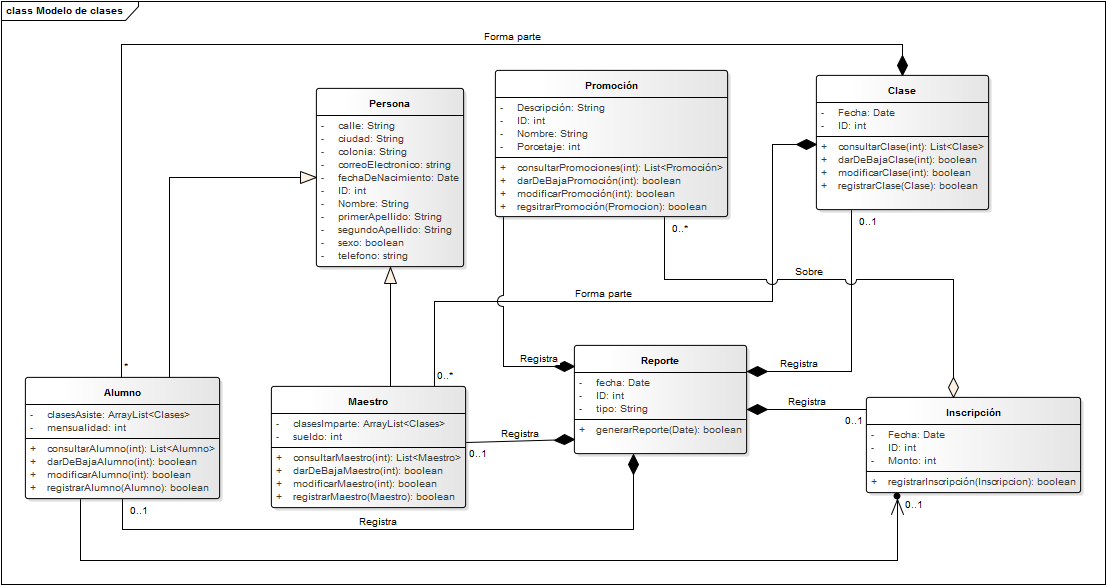 class Modelo de clases
Forma parte
Persona
- calle: String
- ciudad: String
- colonia: String
- correoElectronico: string
- fechaDeNacimiento: Date
- ID: int
- Nombre: String
- primerApellido: String
- segundoApellido: String
- sexo: boolean
- telefono: string
Promoción
- Descripción: String
- ID: int
- Nombre: String
- Porcetaje: int
+ consultarPromociones(int): List<Promoción>
+ darDeBajaPromoción(int): boolean
+ modificarPromoción(int): boolean
+ regsitrarPromoción(Promocion): boolean
Clase
- Fecha: Date
- ID: int
+ consultarClase(int): List<Clase>
+ darDeBajaClase(int): boolean
+ modificarClase(int): boolean
+ registrarClase(Clase): boolean
0..1
0..*
Sobre
Forma parte
*
0..*
Registra
Registra
Registra
0..1
Registra
0..1
Alumno
- clasesAsiste: ArrayList<Clases>
- mensualidad: int
+ consultarAlumno(int): List<Alumno>
+ darDeBajaAlumno(int): boolean
+ modificarAlumno(int): boolean
+ registrarAlumno(Alumno): boolean
0..1
Maestro
- clasesImparte: ArrayList<Clases>
- sueldo: int
+ consultarMaestro(int): List<Maestro>
+ darDeBajaMaestro(int): boolean
+ modificarMaestro(int): boolean
+ registrarMaestro(Maestro): boolean
Reporte
- fecha: Date
- ID: int
- tipo: String
+ generarReporte(Date): boolean
Inscripción
- Fecha: Date
- ID: int
- Monto: int
+ registrarInscripción(Inscripcion): boolean
0..1
Registra